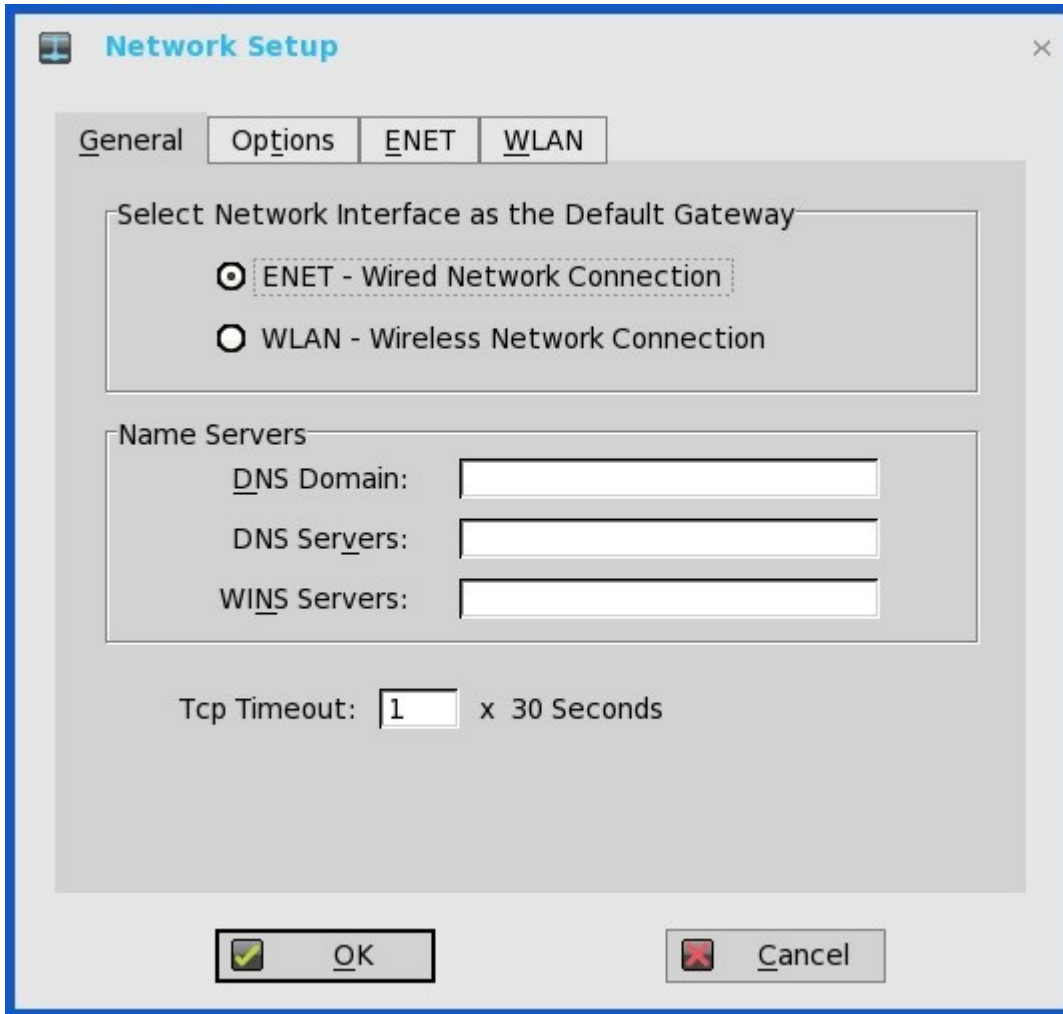 Network Setup
General Options ENET WLAN
Select Network Interface as the Default Gateway
ENET - Wired Network Connection
WLAN - Wireless Network Connection
Name Servers
DNS Domain:
DNS Servers:
WINS Servers:
Tcp Timeout: 1 x 30 Seconds
OK Cancel